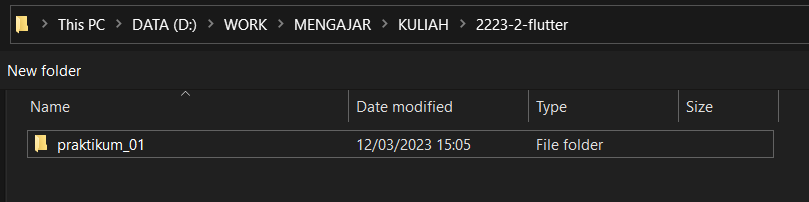 This PC > DATA (D:) > WORK > MENGAJAR > KULIAH > 2223-2-flutter
New folder
Name Date modified Type Size
praktikum_01 12/03/2023 15:05 File folder